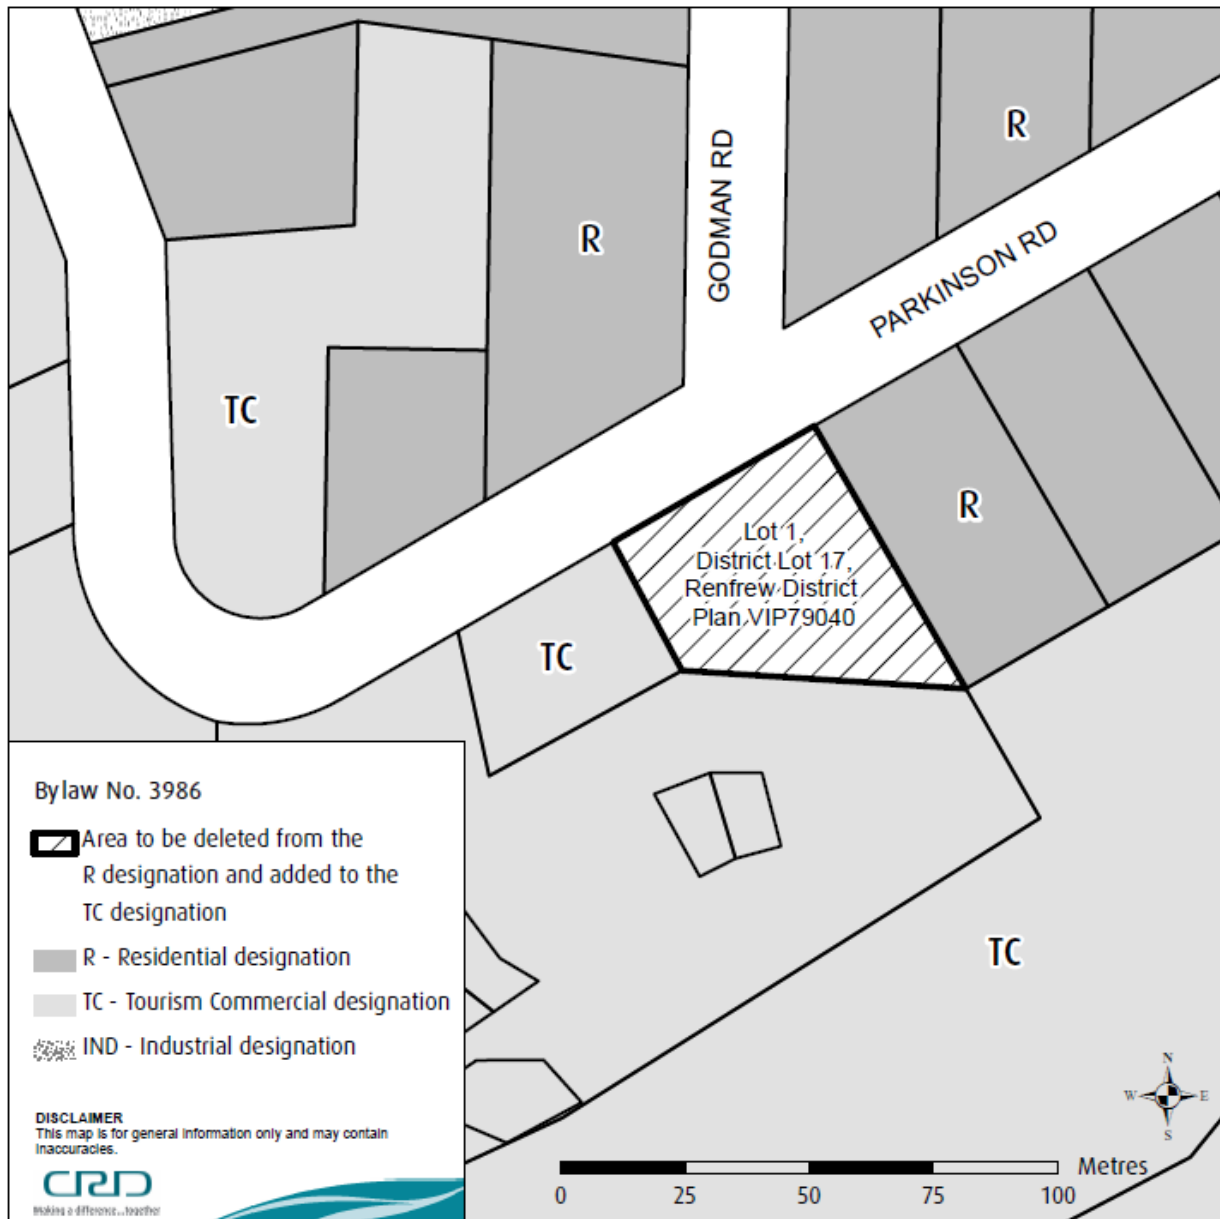 R
GODMAN RD
R
PARKINSON RD
TC
R
Lot 1,
District Lot 17,
Renfrew District
Plan VIP79040
TC
TC
Bylaw No. 3986
Area to be deleted from the
R designation and added to the
TC designation
R - Residential designation
TC - Tourism Commercial designation
IND - Industrial designation
DISCLAIMER
This map is for general information only and may contain
inaccuracies.
CRD
Making a difference...together
N
W E
S
Metres
0 25 50 75 100